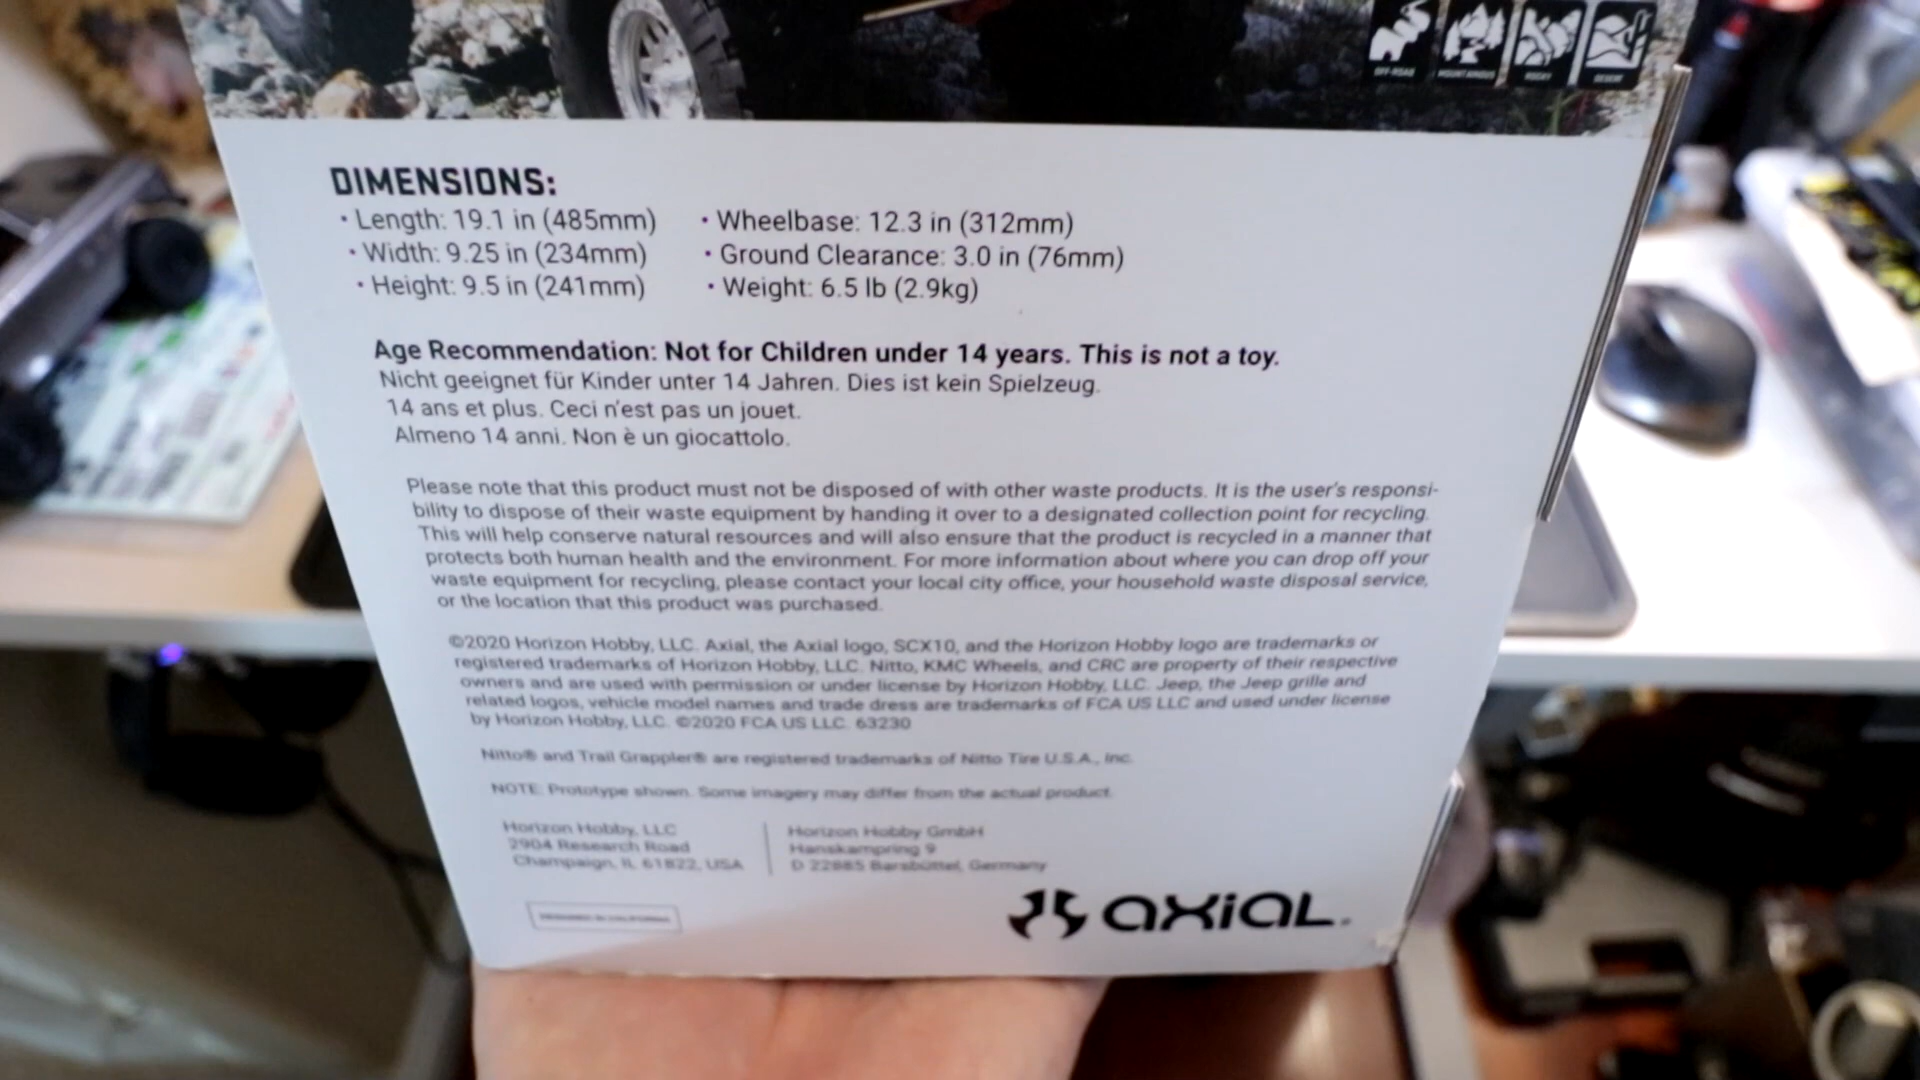 OFF-ROAD MOUNTAINOUS ROCKY DESERT
DIMENSIONS:
• Length: 19.1 in (485mm)
• Width: 9.25 in (234mm)
• Height: 9.5 in (241mm)
• Wheelbase: 12.3 in (312mm)
• Ground Clearance: 3.0 in (76mm)
• Weight: 6.5 lb (2.9kg)
Age Recommendation: Not for Children under 14 years. This is not a toy.
Nicht geeignet für Kinder unter 14 Jahren. Dies ist kein Spielzeug.
14 ans et plus. Ceci n'est pas un jouet.
Almeno 14 anni. Non è un giocattolo.
Please note that this product must not be disposed of with other waste products. It is the user's responsi-
bility to dispose of their waste equipment by handing it over to a designated collection point for recycling.
This will help conserve natural resources and will also ensure that the product is recycled in a manner that
protects both human health and the environment. For more information about where you can drop off your
waste equipment for recycling, please contact your local city office, your household waste disposal service,
or the location that this product was purchased.
©2020 Horizon Hobby, LLC. Axial, the Axial logo, SCX10, and the Horizon Hobby logo are trademarks or
registered trademarks of Horizon Hobby, LLC. Nitto, KMC Wheels, and CRC are property of their respective
owners and are used with permission or under license by Horizon Hobby, LLC. Jeep, the Jeep grille and
related logos, vehicle model names and trade dress are trademarks of FCA US LLC and used under license
by Horizon Hobby, LLC. ©2020 FCA US LLC. 63230
Nitto® and Trail Grappler® are registered trademarks of Nitto Tire U.S.A., Inc.
NOTE: Prototype shown. Some imagery may differ from the actual product.
Horizon Hobby, LLC
2904 Research Road
Champaign, IL 61822, USA
Horizon Hobby GmbH
Hanskampring 9
D 22885 Barsbüttel, Germany
DESIGNED IN CALIFORNIA
axiaL